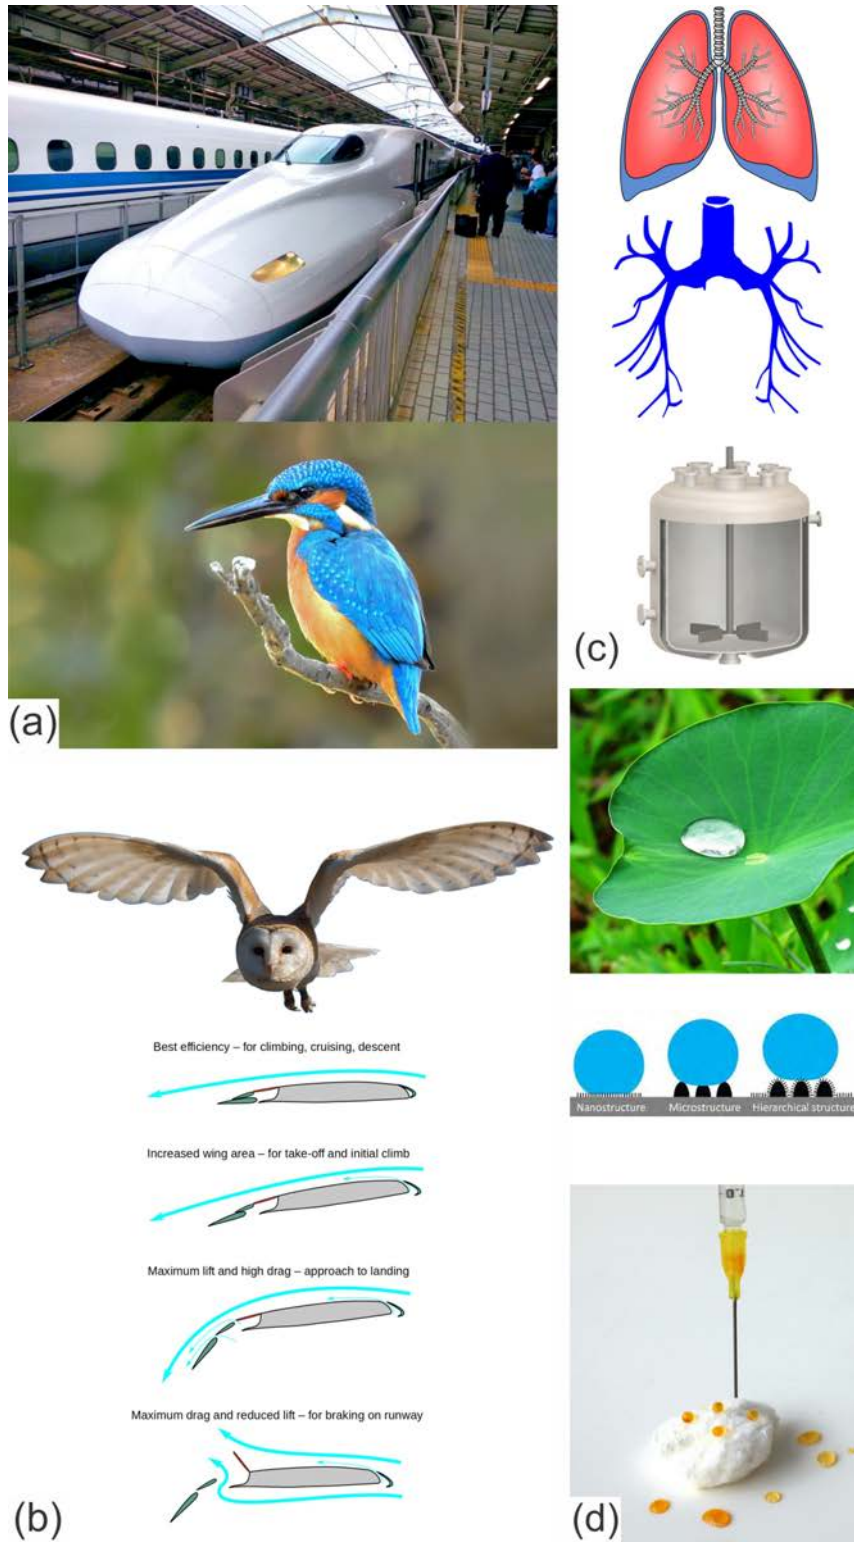 (a)
Best efficiency – for climbing, cruising, descent
Increased wing area – for take-off and initial climb
Maximum lift and high drag – approach to landing
Maximum drag and reduced lift – for braking on runway
(b)
(c)
Nanostructure
Microstructure
Hierarchical structure
(d)